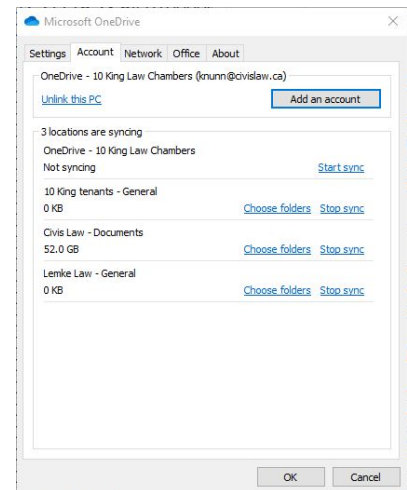 Microsoft OneDrive
Settings Account Network Office About
OneDrive - 10 King Law Chambers (knunn@civislaw.ca)
Unlink this PC Add an account
3 locations are syncing
OneDrive - 10 King Law Chambers
Not syncing Start sync
10 King tenants - General
0 KB Choose folders Stop sync
Civis Law - Documents
52.0 GB Choose folders Stop sync
Lemke Law - General
0 KB Choose folders Stop sync
OK Cancel